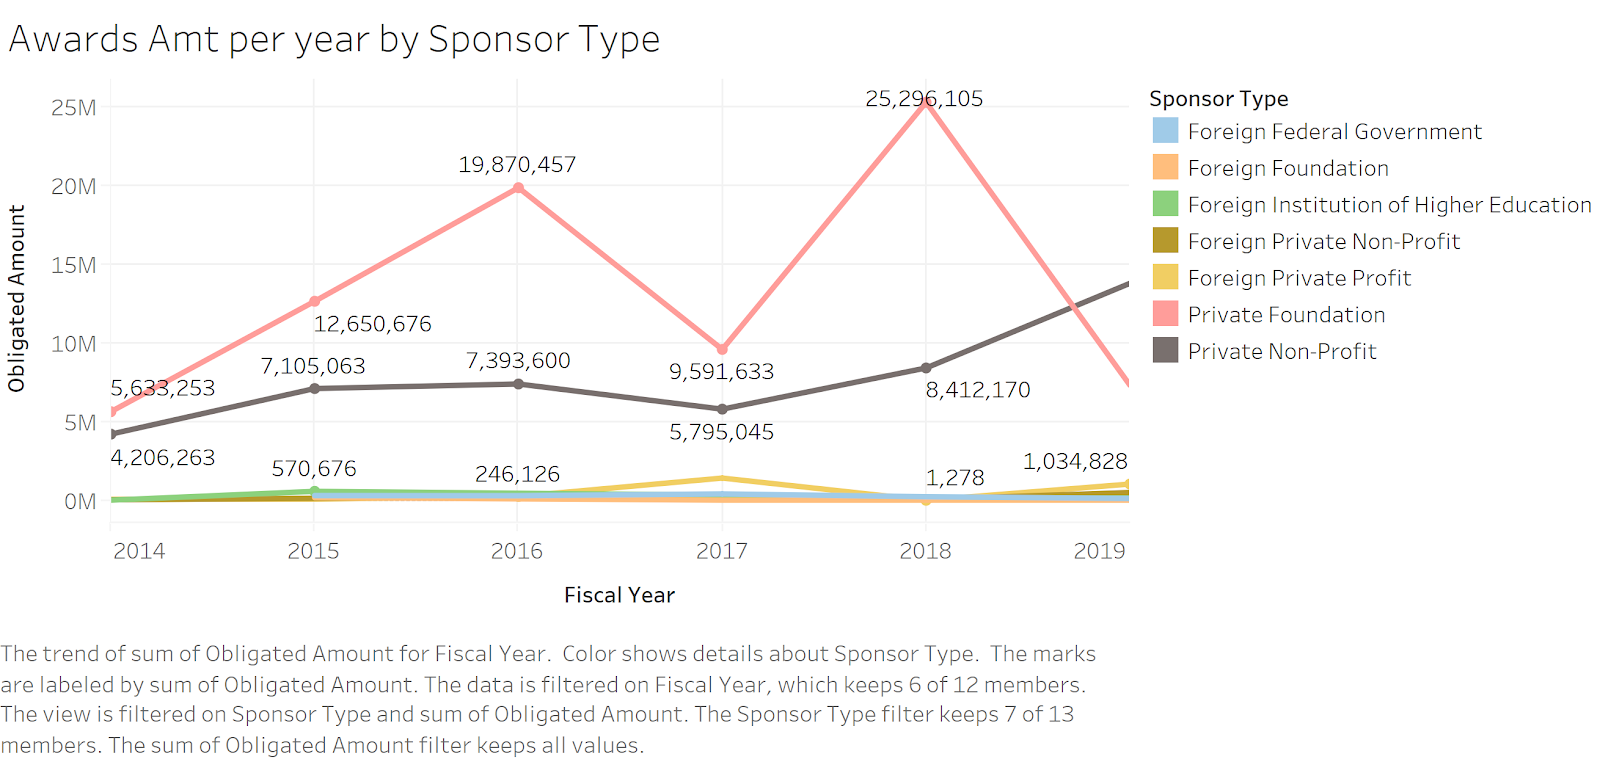 Awards Amt per year by Sponsor Type
25M
20M
15M
10M
5M
0M
Obligated Amount
25,296,105
19,870,457
12,650,676
7,105,063
7,393,600
9,591,633
5,633,253
8,412,170
5,795,045
4,206,263
570,676
246,126
1,278
1,034,828
2014
2015
2016
2017
2018
2019
Fiscal Year
Sponsor Type
Foreign Federal Government
Foreign Foundation
Foreign Institution of Higher Education
Foreign Private Non-Profit
Foreign Private Profit
Private Foundation
Private Non-Profit
The trend of sum of Obligated Amount for Fiscal Year.  Color shows details about Sponsor Type.  The marks
are labeled by sum of Obligated Amount. The data is filtered on Fiscal Year, which keeps 6 of 12 members.
The view is filtered on Sponsor Type and sum of Obligated Amount. The Sponsor Type filter keeps 7 of 13
members. The sum of Obligated Amount filter keeps all values.